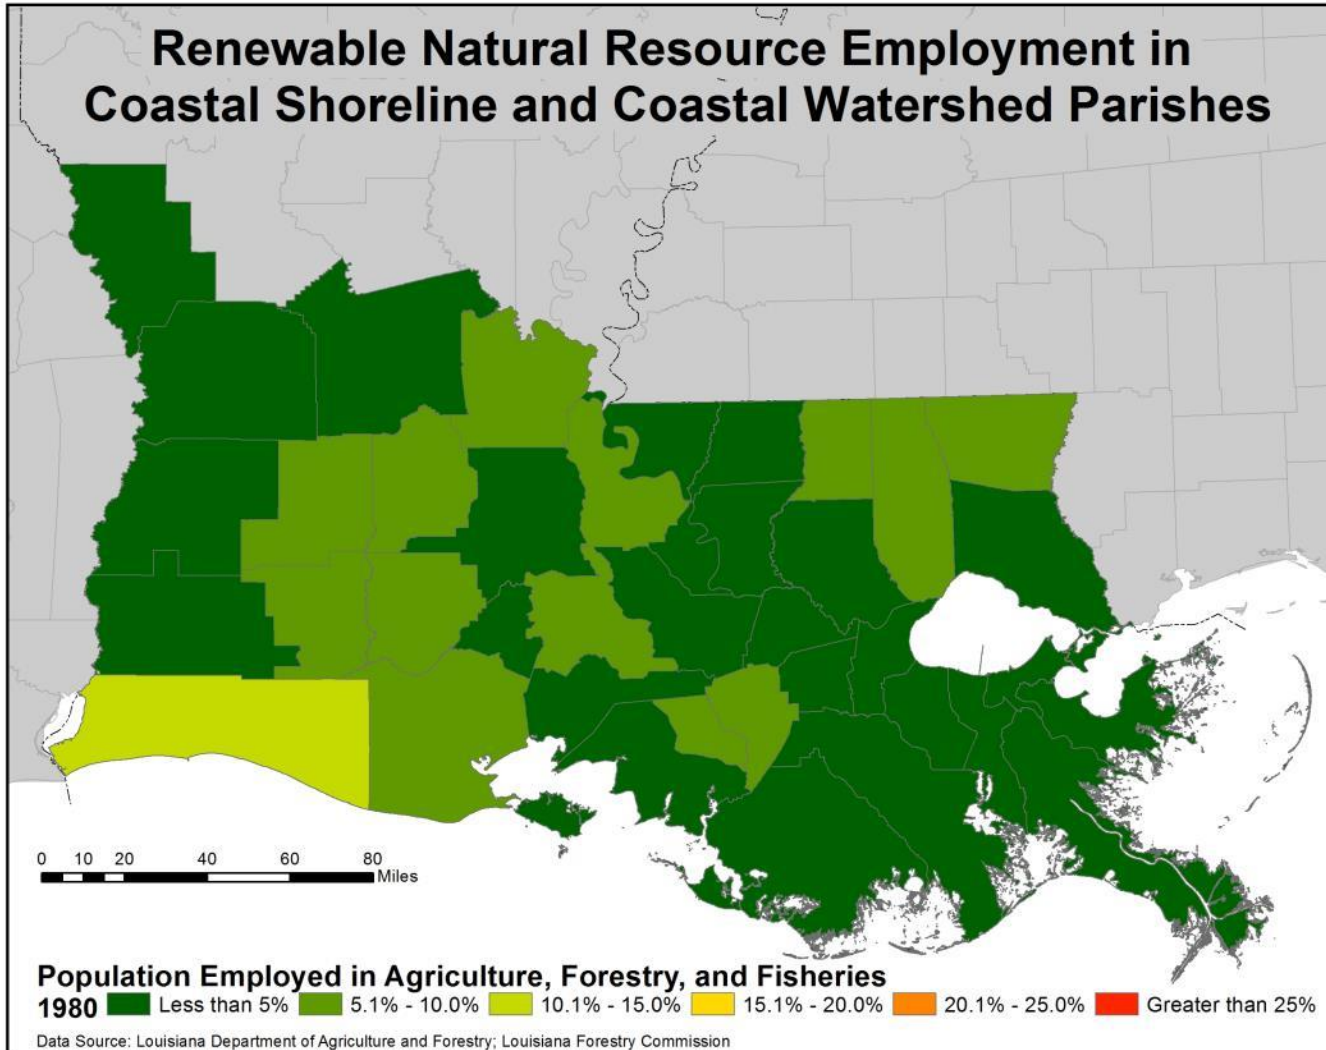 Renewable Natural Resource Employment in
Coastal Shoreline and Coastal Watershed Parishes
0 10 20 40 60 80
Miles
Population Employed in Agriculture, Forestry, and Fisheries
1980 Less than 5% 5.1% - 10.0% 10.1% - 15.0% 15.1% - 20.0% 20.1% - 25.0% Greater than 25%
Data Source: Louisiana Department of Agriculture and Forestry; Louisiana Forestry Commission